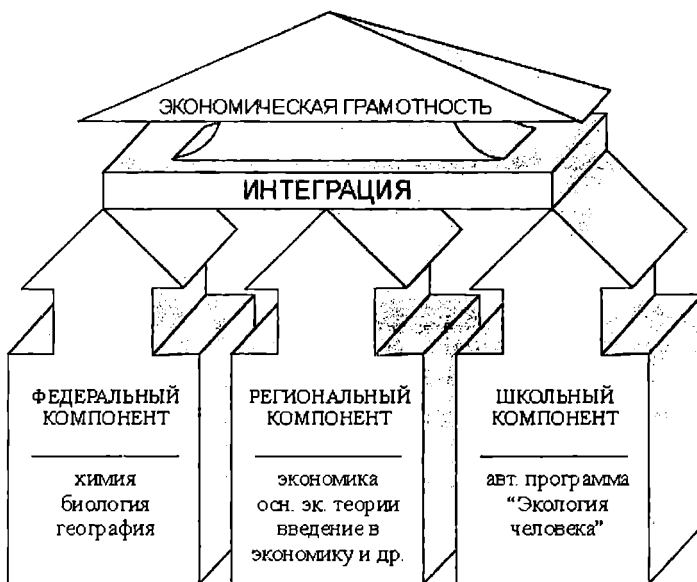 ЭКОНОМИЧЕСКАЯ ГРАМОТНОСТЬ
ИНТЕГРАЦИЯ
ФЕДЕРАЛЬНЫЙ
КОМПОНЕНТ
химия
биология
география
РЕГИОНАЛЬНЫЙ
КОМПОНЕНТ
экономика
осн. эк. теории
введение в
экономику и др.
ШКОЛЬНЫЙ
КОМПОНЕНТ
авт. программа
“Экология
человека”